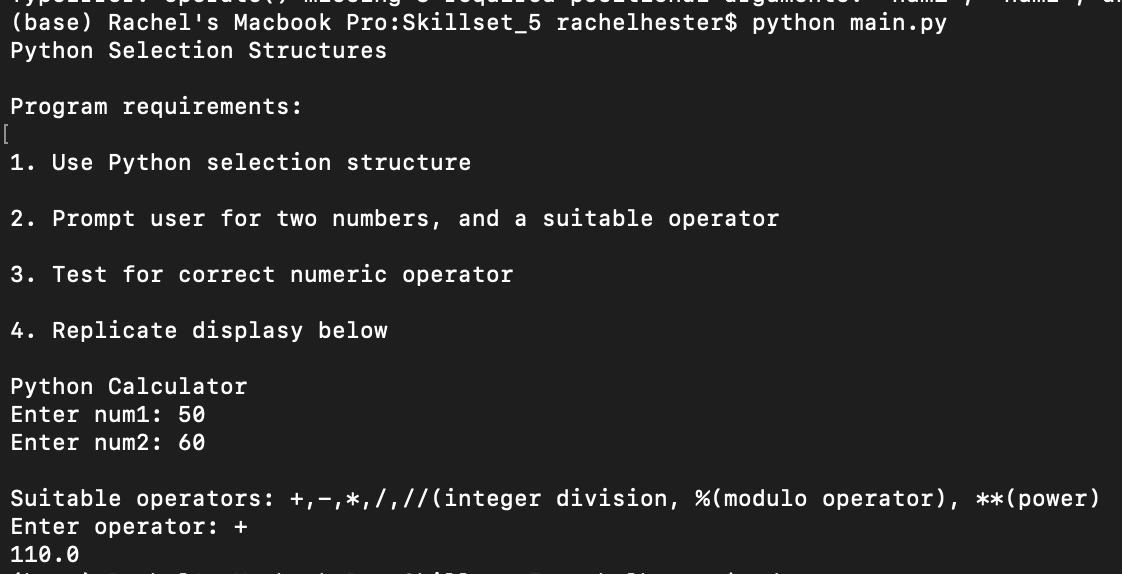 (base) Rachel's Macbook Pro:Skillset_5 rachelhester$ python main.py
Python Selection Structures
Program requirements:
[
1. Use Python selection structure
2. Prompt user for two numbers, and a suitable operator
3. Test for correct numeric operator
4. Replicate displasy below
Python Calculator
Enter num1: 50
Enter num2: 60
Suitable operators: +,-,*,/,//(integer division, %(modulo operator), **(power)
Enter operator: +
110.0